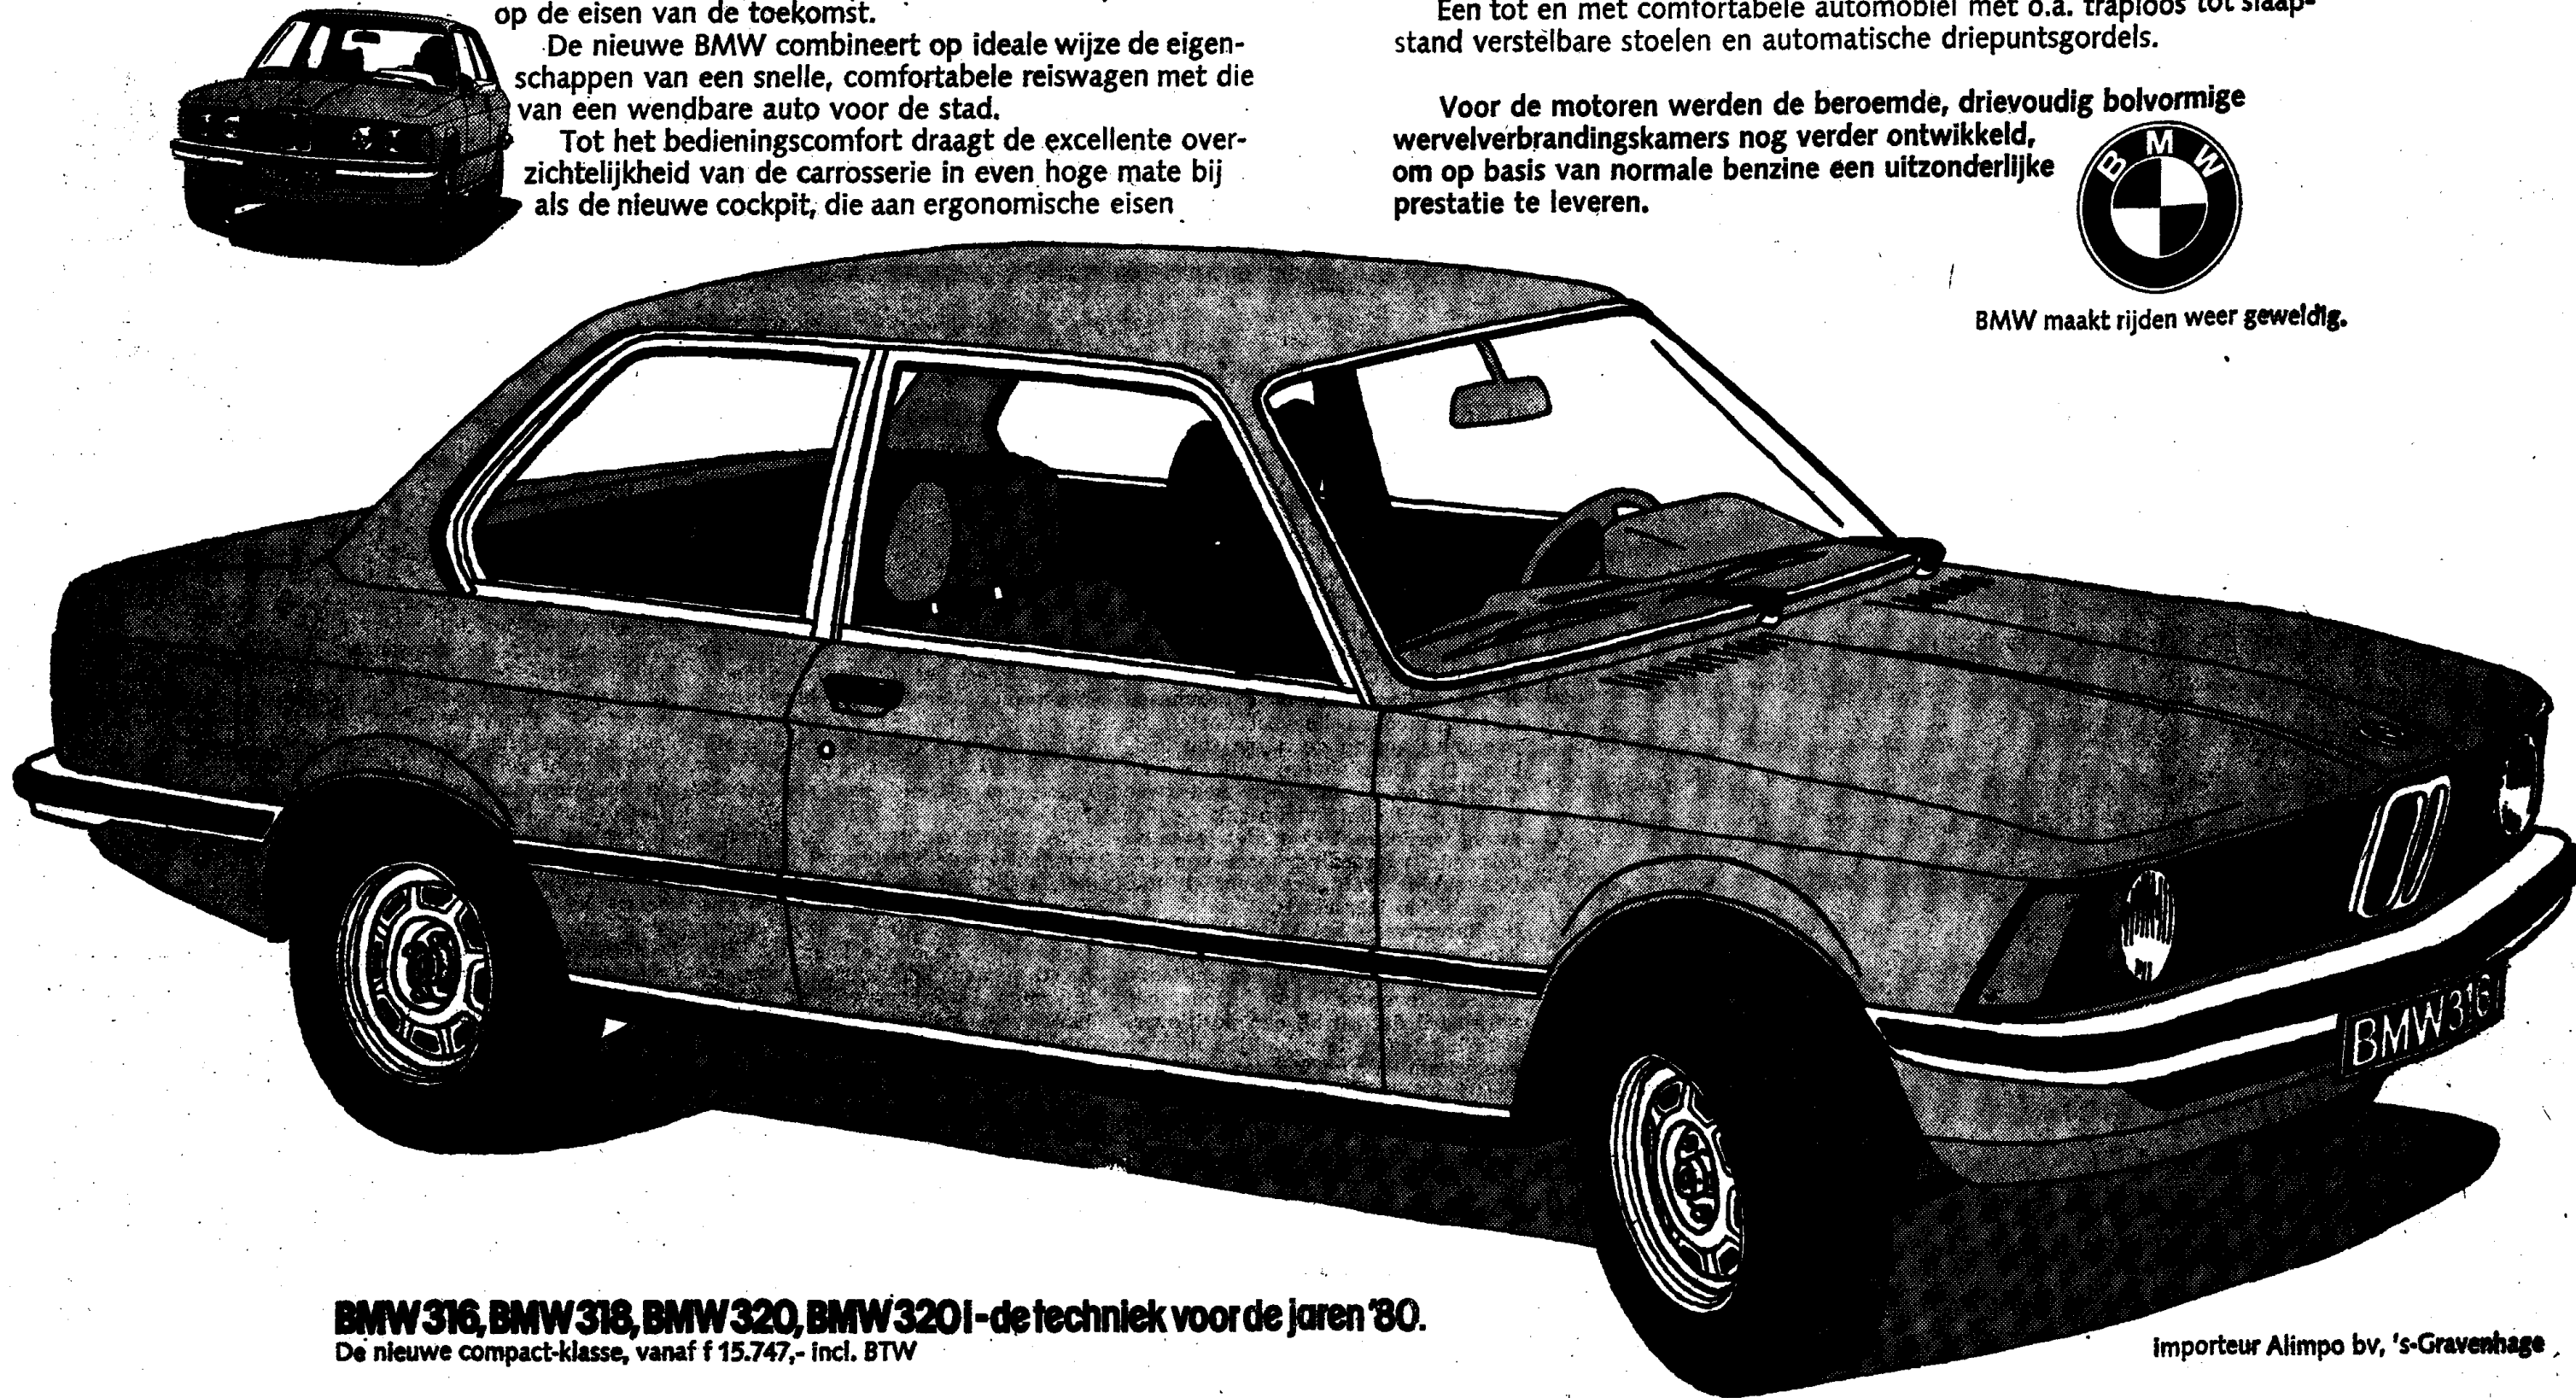 op de eisen van de toekomst.
De nieuwe BMW combineert op ideale wijze de eigen-
schappen van een snelle, comfortabele reiswagen met die
van een wendbare auto voor de stad.
Tot het bedieningscomfort draagt de excellente over-
zichtelijkheid van de carrosserie in even hoge mate bij
als de nieuwe cockpit, die aan ergonomische eisen
Een tot en met comfortabele automobiel met o.a. traploos tot slaap-
stand verstelbare stoelen en automatische driepuntsgordels.
Voor de motoren werden de beroemde, drievoudig bolvormige
wervelverbrandingskamers nog verder ontwikkeld,
om op basis van normale benzine een uitzonderlijke
prestatie te leveren.
BMW
BMW maakt rijden weer geweldig.
BMW316
BMW 316, BMW 318, BMW 320, BMW 320I-de techniek voor de jaren '80.
De nieuwe compact-klasse, vanaf f 15.747,- incl. BTW
importeur Alimpo bv, 's-Gravenhage